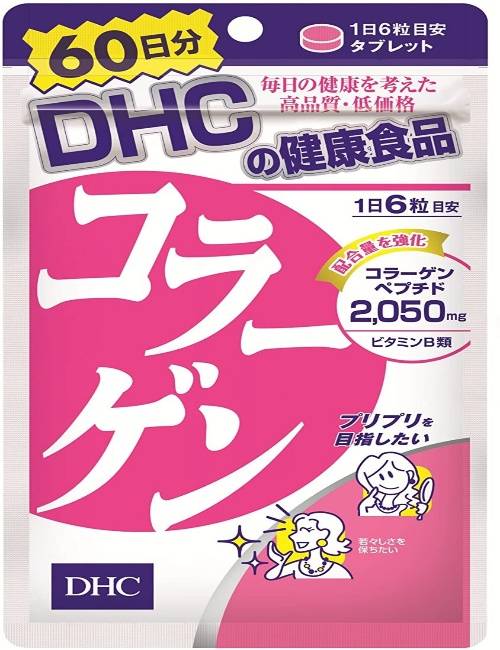 60日分
1日6粒目安
タブレット
毎日の健康を考えた
高品質・低価格
DHC
の健康食品
1日6粒目安
配合量を強化
コラーゲン
ペプチド
2,050mg
ビタミンB類
コラーゲン
プリプリを
目指したい
若々しさを
保ちたい
DHC